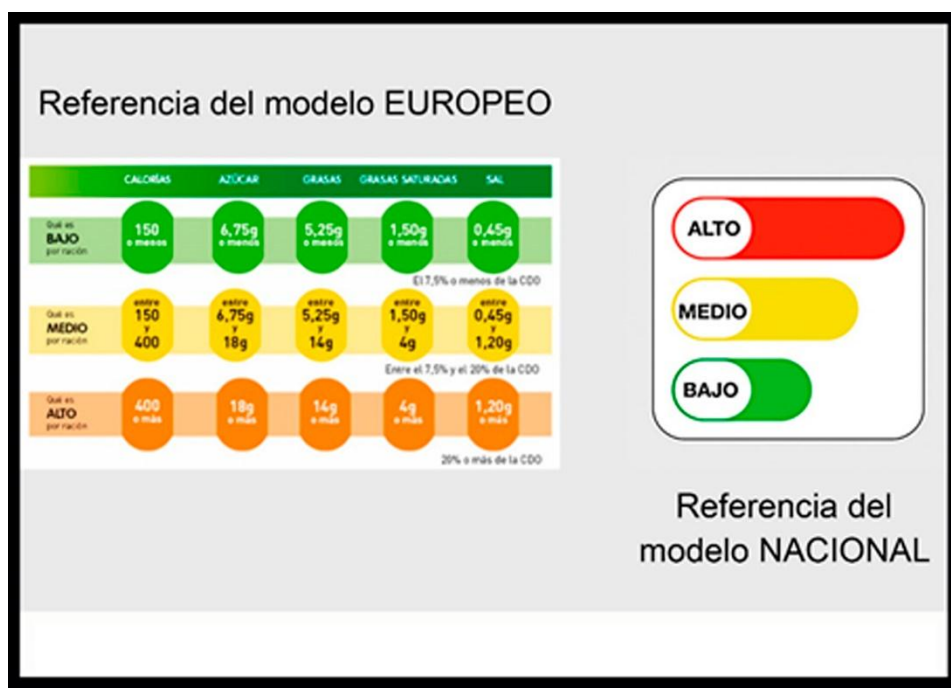 Referencia del modelo EUROPEO
CALORÍAS AZÚCAR GRASAS GRASAS SATURADAS SAL
Qué es
BAJO
por ración
150
o menos
6,75g
o menos
5,25g
o menos
1,50g
o menos
0,45g
o menos
El 7,5% o menos de la CDO
Qué es
MEDIO
por ración
entre
150
y
400
entre
6,75g
y
18g
entre
5,25g
y
14g
entre
1,50g
y
4g
entre
0,45g
y
1,20g
Entre el 7,5% y el 20% de la CDO
Qué es
ALTO
por ración
400
o más
18g
o más
14g
o más
4g
o más
1,20g
o más
20% o más de la CDO
ALTO
MEDIO
BAJO
Referencia del
modelo NACIONAL